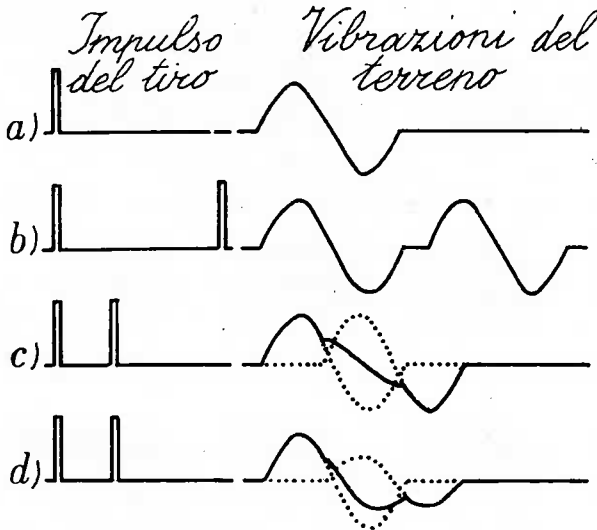 Impulso del tiro
Vibrazioni del terreno
a)
b)
c)
d)